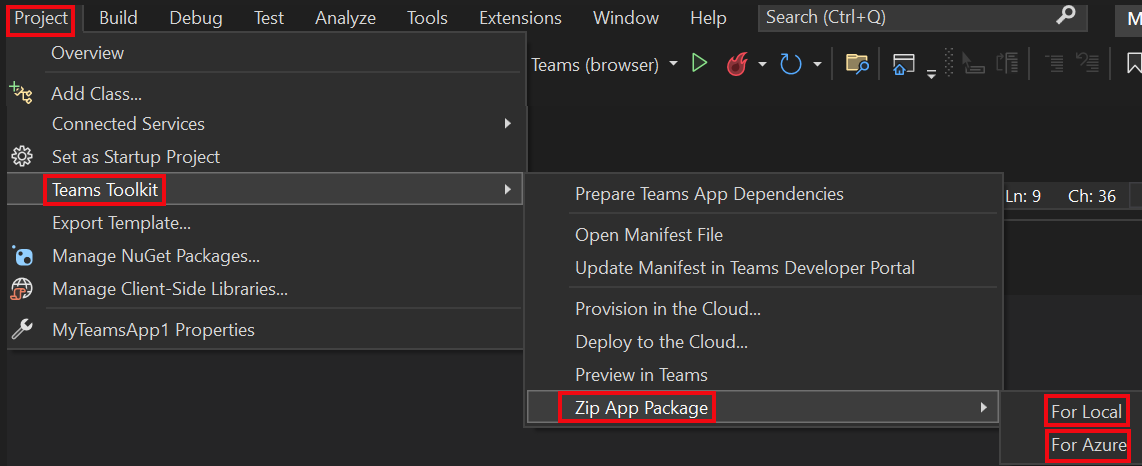 Project Build Debug Test Analyze Tools Extensions Window Help Search (Ctrl+Q) M
Overview
Teams (browser)
Add Class...
Connected Services
Set as Startup Project
Teams Toolkit
Prepare Teams App Dependencies
Ln: 9 Ch: 36
Export Template...
Open Manifest File
Manage NuGet Packages...
Update Manifest in Teams Developer Portal
Manage Client-Side Libraries...
Provision in the Cloud...
MyTeamsApp1 Properties
Deploy to the Cloud...
Preview in Teams
Zip App Package
For Local
For Azure